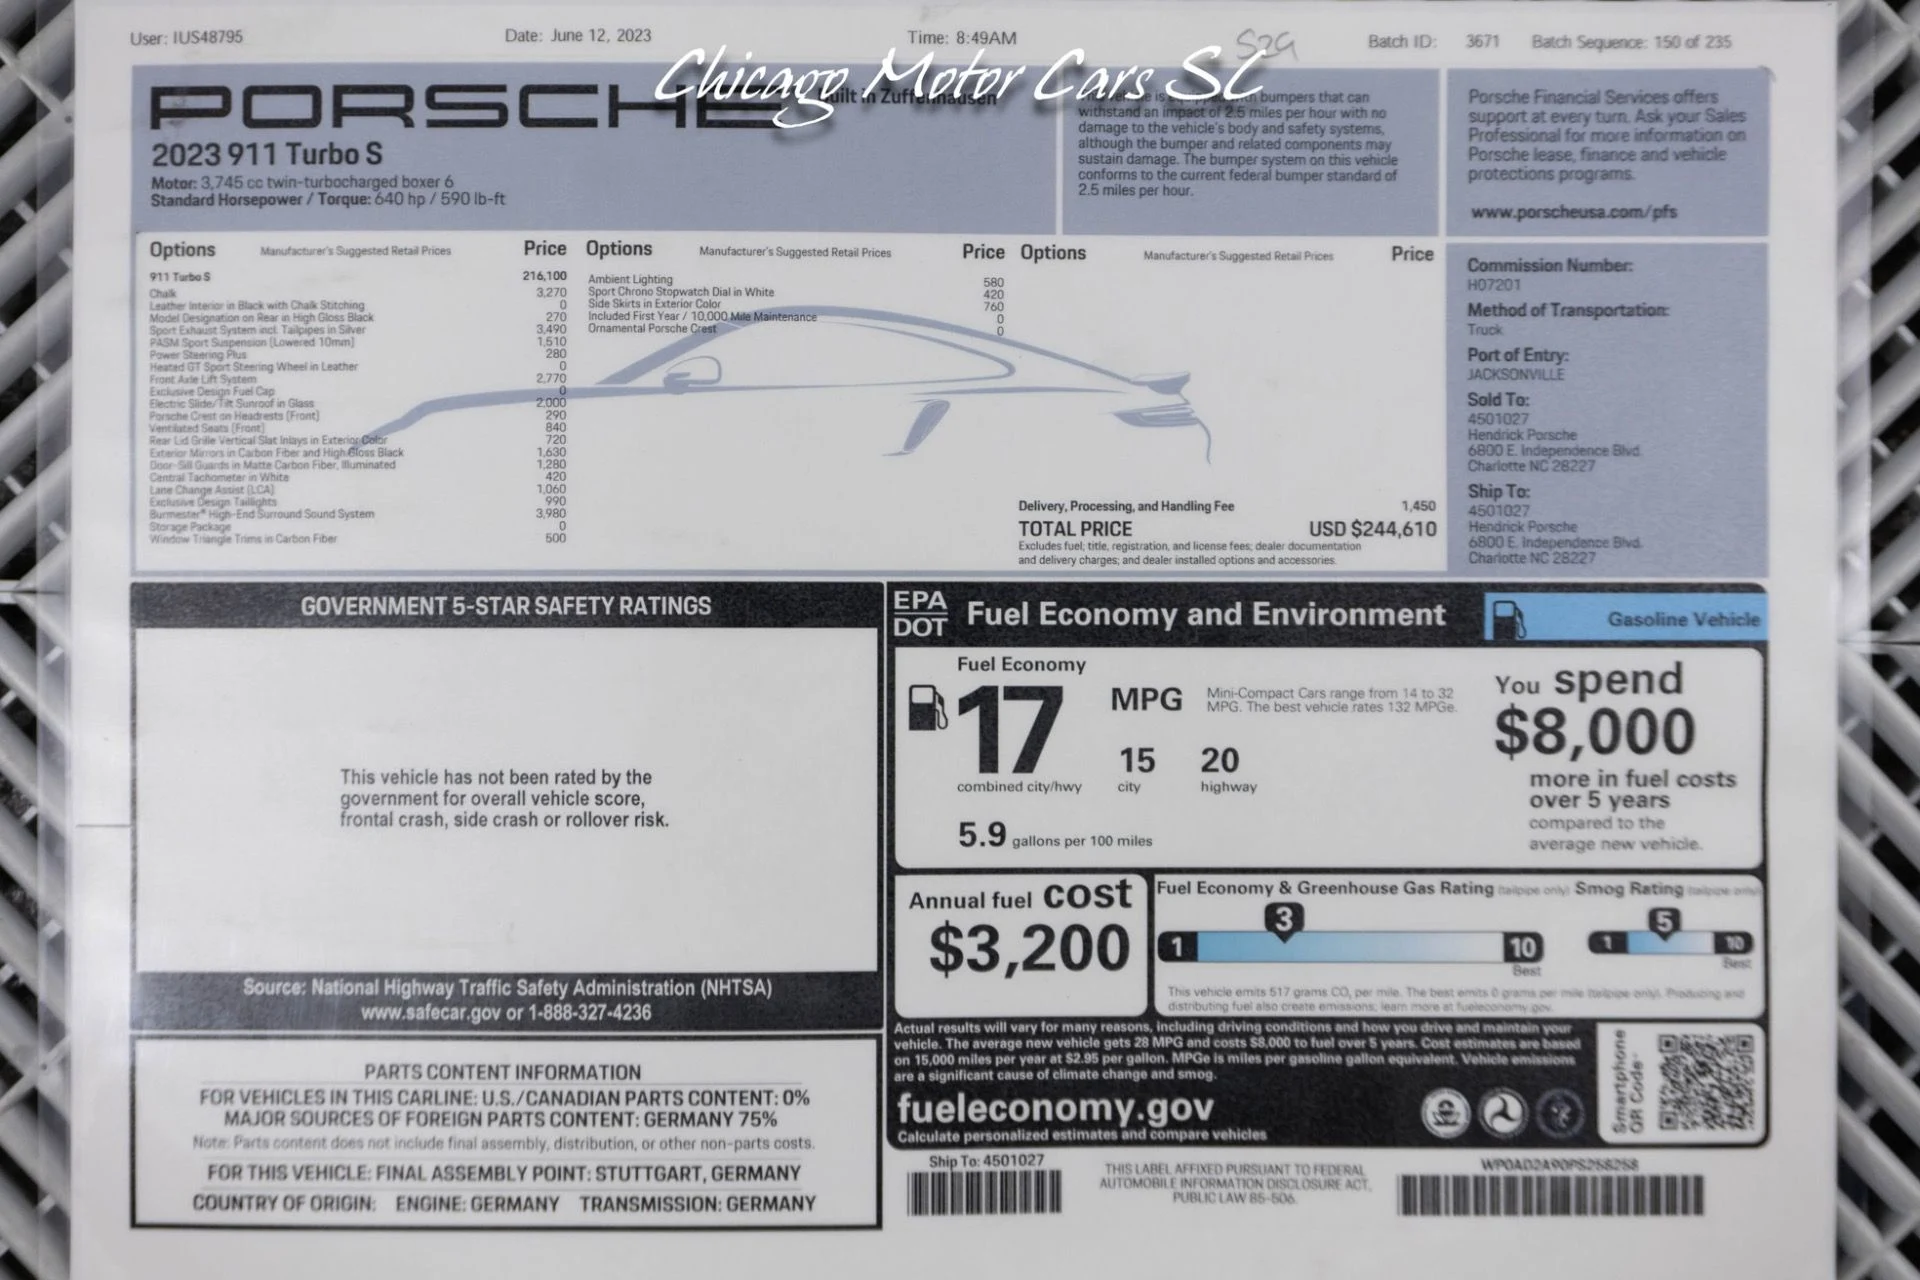 User: IUS48795
Date: June 12, 2023
Time: 8:49AM
S29
Batch ID: 3671
Batch Sequence: 150 of 235
Chicago Motor Cars SC
PORSCHE
Built in Zuffenhausen
2023 911 Turbo S
Motor: 3,745 cc twin-turbocharged boxer 6
Standard Horsepower / Torque: 640 hp / 590 lb-ft
is equipped with bumpers that can
withstand an impact of 2.5 miles per hour with no
damage to the vehicle's body and safety systems,
although the bumper and related components may
sustain damage. The bumper system on this vehicle
conforms to the current federal bumper standard of
2.5 miles per hour.
Porsche Financial Services offers
support at every turn. Ask your Sales
Professional for more information on
Porsche lease, finance and vehicle
protections programs.
www.porscheusa.com/pfs
Options Manufacturer's Suggested Retail Prices Price
911 Turbo S 216,100
Chalk 3,270
Leather Interior in Black with Chalk Stitching 0
Model Designation on Rear in High Gloss Black 270
Sport Exhaust System incl. Tailpipes in Silver 3,490
PASM Sport Suspension (Lowered 10mm) 1,510
Power Steering Plus 280
Heated GT Sport Steering Wheel in Leather 0
Front Axle Lift System 2,770
Exclusive Design Fuel Cap 0
Electric Slide/Tilt Sunroof in Glass 2,000
Porsche Crest on Headrests (Front) 290
Ventilated Seats (Front) 840
Rear Lid Grille Vertical Slat Inlays in Exterior Color 720
Exterior Mirrors in Carbon Fiber and High Gloss Black 1,630
Door-Sill Guards in Matte Carbon Fiber, Illuminated 1,280
Central Tachometer in White 420
Lane Change Assist (LCA) 1,060
Exclusive Design Taillights 990
Burmester® High-End Surround Sound System 3,980
Storage Package 0
Window Triangle Trims in Carbon Fiber 500
Options Manufacturer's Suggested Retail Prices Price
Ambient Lighting 580
Sport Chrono Stopwatch Dial in White 420
Side Skirts in Exterior Color 760
Included First Year / 10,000 Mile Maintenance 0
Ornamental Porsche Crest 0
Options Manufacturer's Suggested Retail Prices Price
Delivery, Processing, and Handling Fee 1,450
TOTAL PRICE USD $244,610
Excludes fuel; title, registration, and license fees; dealer documentation
and delivery charges; and dealer installed options and accessories.
Commission Number:
H07201
Method of Transportation:
Truck
Port of Entry:
JACKSONVILLE
Sold To:
4501027
Hendrick Porsche
6800 E. Independence Blvd.
Charlotte NC 28227
Ship To:
4501027
Hendrick Porsche
6800 E. Independence Blvd.
Charlotte NC 28227
GOVERNMENT 5-STAR SAFETY RATINGS
This vehicle has not been rated by the
government for overall vehicle score,
frontal crash, side crash or rollover risk.
Source: National Highway Traffic Safety Administration (NHTSA)
www.safecar.gov or 1-888-327-4236
PARTS CONTENT INFORMATION
FOR VEHICLES IN THIS CARLINE: U.S./CANADIAN PARTS CONTENT: 0%
MAJOR SOURCES OF FOREIGN PARTS CONTENT: GERMANY 75%
Note: Parts content does not include final assembly, distribution, or other non-parts costs.
FOR THIS VEHICLE: FINAL ASSEMBLY POINT: STUTTGART, GERMANY
COUNTRY OF ORIGIN: ENGINE: GERMANY TRANSMISSION: GERMANY
EPA
DOT
Fuel Economy and Environment
Gasoline Vehicle
Fuel Economy
17 MPG
combined city/hwy
15
city
20
highway
5.9 gallons per 100 miles
Mini-Compact Cars range from 14 to 32
MPG. The best vehicle rates 132 MPGe.
You spend
$8,000
more in fuel costs
over 5 years
compared to the
average new vehicle.
Annual fuel cost
$3,200
Fuel Economy & Greenhouse Gas Rating (tailpipe only)
1 3 10
Best
Smog Rating (tailpipe only)
1 5 10
Best
This vehicle emits 517 grams CO2 per mile. The best emits 0 grams per mile (tailpipe only). Producing and
distributing fuel also create emissions; learn more at fueleconomy.gov.
Actual results will vary for many reasons, including driving conditions and how you drive and maintain your
vehicle. The average new vehicle gets 28 MPG and costs $8,000 to fuel over 5 years. Cost estimates are based
on 15,000 miles per year at $2.95 per gallon. MPGe is miles per gasoline gallon equivalent. Vehicle emissions
are a significant cause of climate change and smog.
fueleconomy.gov
Calculate personalized estimates and compare vehicles
Smartphone
QR Code
Ship To: 4501027
THIS LABEL AFFIXED PURSUANT TO FEDERAL
AUTOMOBILE INFORMATION DISCLOSURE ACT,
PUBLIC LAW 85-506.
WP0AD2A90PS258258